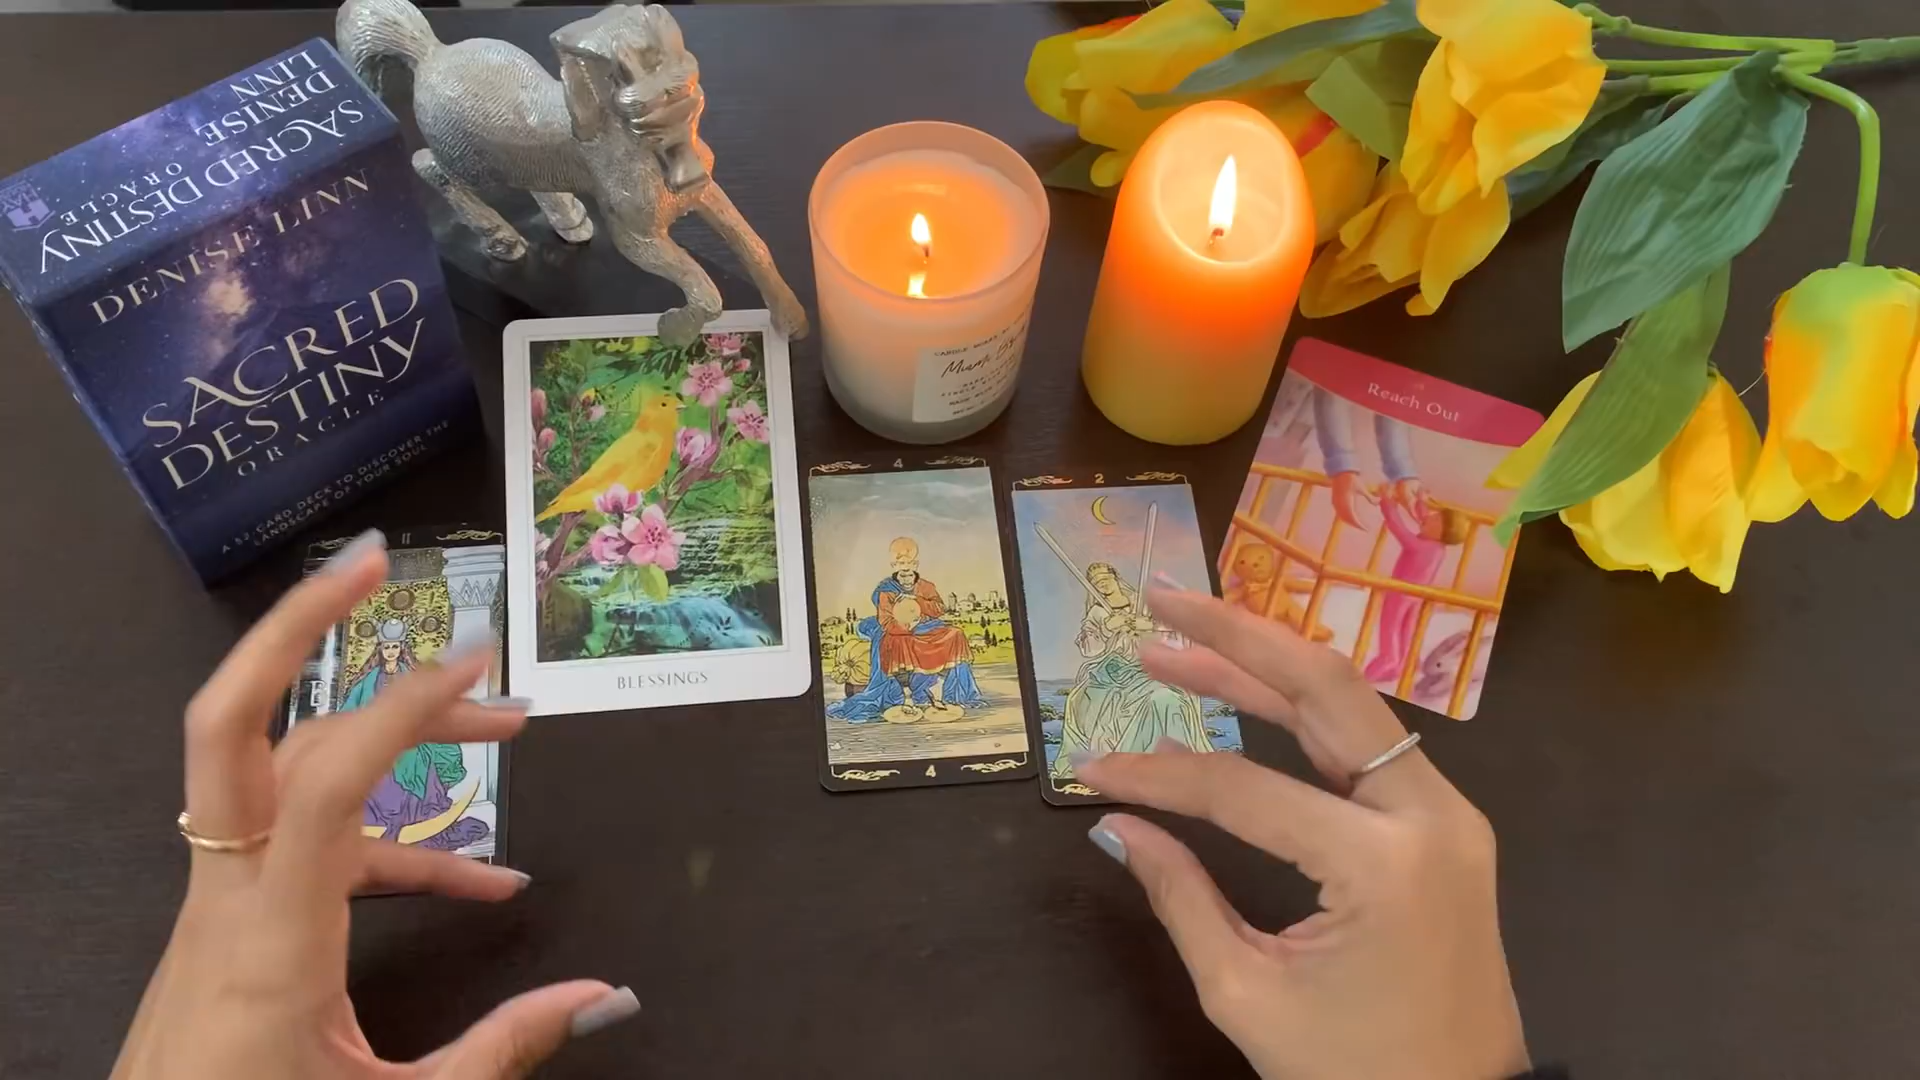 SACRED DESTINY
ORACLE
DENISE
LINN
DENISE LINN
SACRED
DESTINY
ORACLE
A 52-CARD DECK TO DISCOVER THE
LANDSCAPE OF YOUR SOUL
II
BLESSINGS
4
4
2
Reach Out